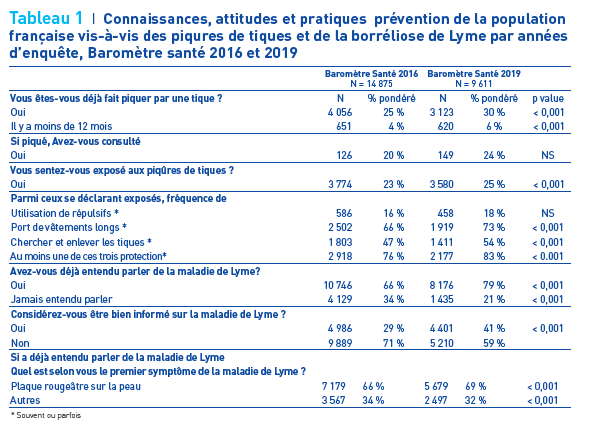 Tableau 1 I Connaissances, attitudes et pratiques prévention de la population
française vis-à-vis des piqures de tiques et de la borréliose de Lyme par années
d'enquête, Baromètre santé 2016 et 2019
Baromètre Santé 2016 Baromètre Santé 2019
N = 14 875 N = 9 611
Vous êtes-vous déjà fait piquer par une tique ? N % pondéré N % pondéré p value
Oui 4 056 25 % 3 123 30 % < 0,001
Il y a moins de 12 mois 651 4 % 620 6 % < 0,001
Si piqué, Avez-vous consulté
Oui 126 20 % 149 24 % NS
Vous sentez-vous exposé aux piqûres de tiques ?
Oui 3 774 23 % 3 580 25 % < 0,001
Parmi ceux se déclarant exposés, fréquence de
Utilisation de répulsifs * 586 16 % 458 18 % NS
Port de vêtements longs * 2 502 66 % 1 919 73 % < 0,001
Chercher et enlever les tiques * 1 803 47 % 1 411 54 % < 0,001
Au moins une de ces trois protection* 2 918 76 % 2 177 83 % < 0.001
Avez-vous déjà entendu parler de la maladie de Lyme?
Oui 10 746 66 % 8 176 79 % < 0,001
Jamais entendu parler 4 129 34 % 1 435 21 % < 0,001
Considérez-vous être bien informé sur la maladie de Lyme ?
Oui 4 986 29 % 4 401 41 % < 0,001
Non 9 889 71 % 5 210 59 %
Si a déjà entendu parler de la maladie de Lyme
Quel est selon vous le premier symptôme de la maladie de Lyme ?
Plaque rougeâtre sur la peau 7 179 66 % 5 679 69 % < 0,001
Autres 3 567 34 % 2 497 32 % < 0,001
* Souvent ou parfois